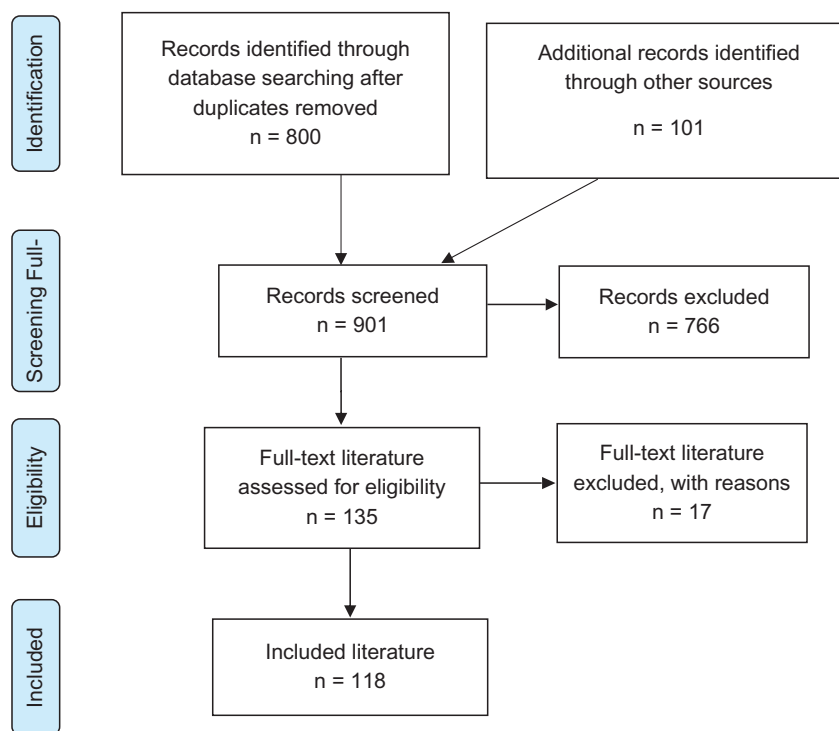 Identification
Records identified through
database searching after
duplicates removed
n = 800
Additional records identified
through other sources
n = 101
Screening Full-
Records screened
n = 901
Records excluded
n = 766
Eligibility
Full-text literature
assessed for eligibility
n = 135
Full-text literature
excluded, with reasons
n = 17
Included
Included literature
n = 118